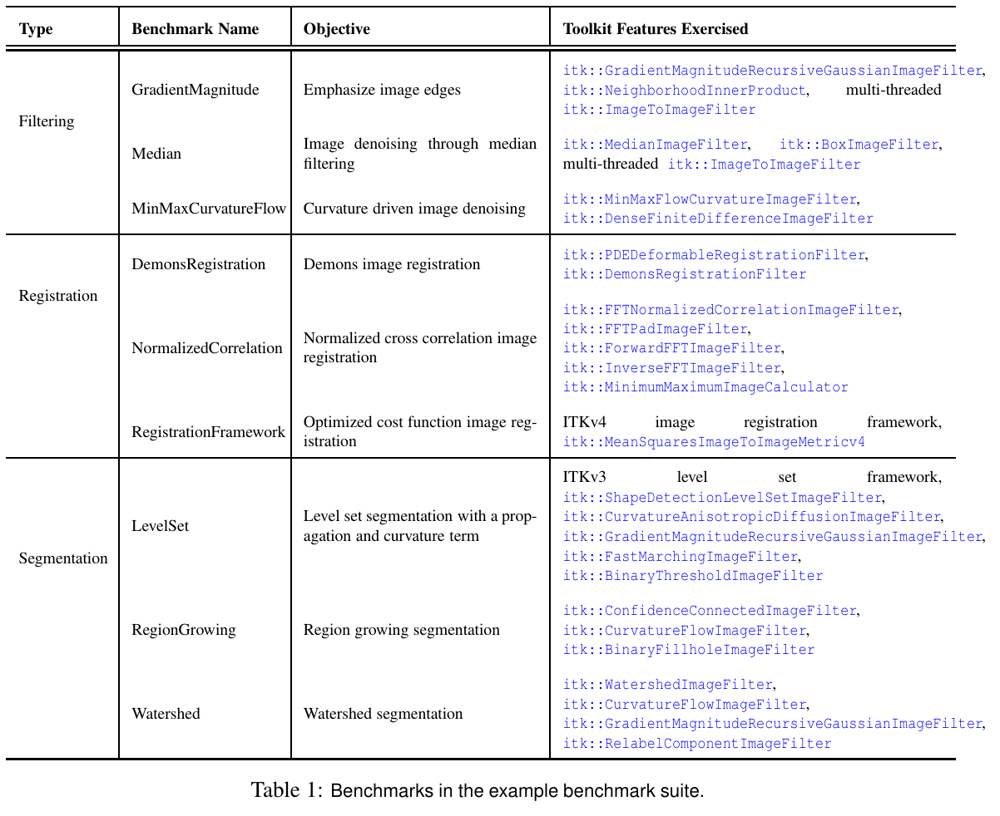 Type Benchmark Name Objective Toolkit Features Exercised
Filtering
GradientMagnitude
Emphasize image edges
itk::GradientMagnitudeRecursiveGaussianImageFilter,
itk::NeighborhoodInnerProduct, multi-threaded
itk::ImageToImageFilter
Median
Image denoising through median
filtering
itk::MedianImageFilter, itk::BoxImageFilter,
multi-threaded itk::ImageToImageFilter
MinMaxCurvatureFlow
Curvature driven image denoising
itk::MinMaxFlowCurvatureImageFilter,
itk::DenseFiniteDifferenceImageFilter
Registration
DemonsRegistration
Demons image registration
itk::PDEDeformableRegistrationFilter,
itk::DemonsRegistrationFilter
NormalizedCorrelation
Normalized cross correlation image
registration
itk::FFTNormalizedCorrelationImageFilter,
itk::FFTPadImageFilter,
itk::ForwardFFTImageFilter,
itk::InverseFFTImageFilter,
itk::MinimumMaximumImageCalculator
RegistrationFramework
Optimized cost function image reg-
istration
ITKv4 image registration framework,
itk::MeanSquaresImageToImageMetricv4
Segmentation
LevelSet
Level set segmentation with a prop-
agation and curvature term
ITKv3 level set framework,
itk::ShapeDetectionLevelSetImageFilter,
itk::CurvatureAnisotropicDiffusionImageFilter,
itk::GradientMagnitudeRecursiveGaussianImageFilter,
itk::FastMarchingImageFilter,
itk::BinaryThresholdImageFilter
RegionGrowing
Region growing segmentation
itk::ConfidenceConnectedImageFilter,
itk::CurvatureFlowImageFilter,
itk::BinaryFillholeImageFilter
Watershed
Watershed segmentation
itk::WatershedImageFilter,
itk::CurvatureFlowImageFilter,
itk::GradientMagnitudeRecursiveGaussianImageFilter,
itk::RelabelComponentImageFilter
Table 1: Benchmarks in the example benchmark suite.